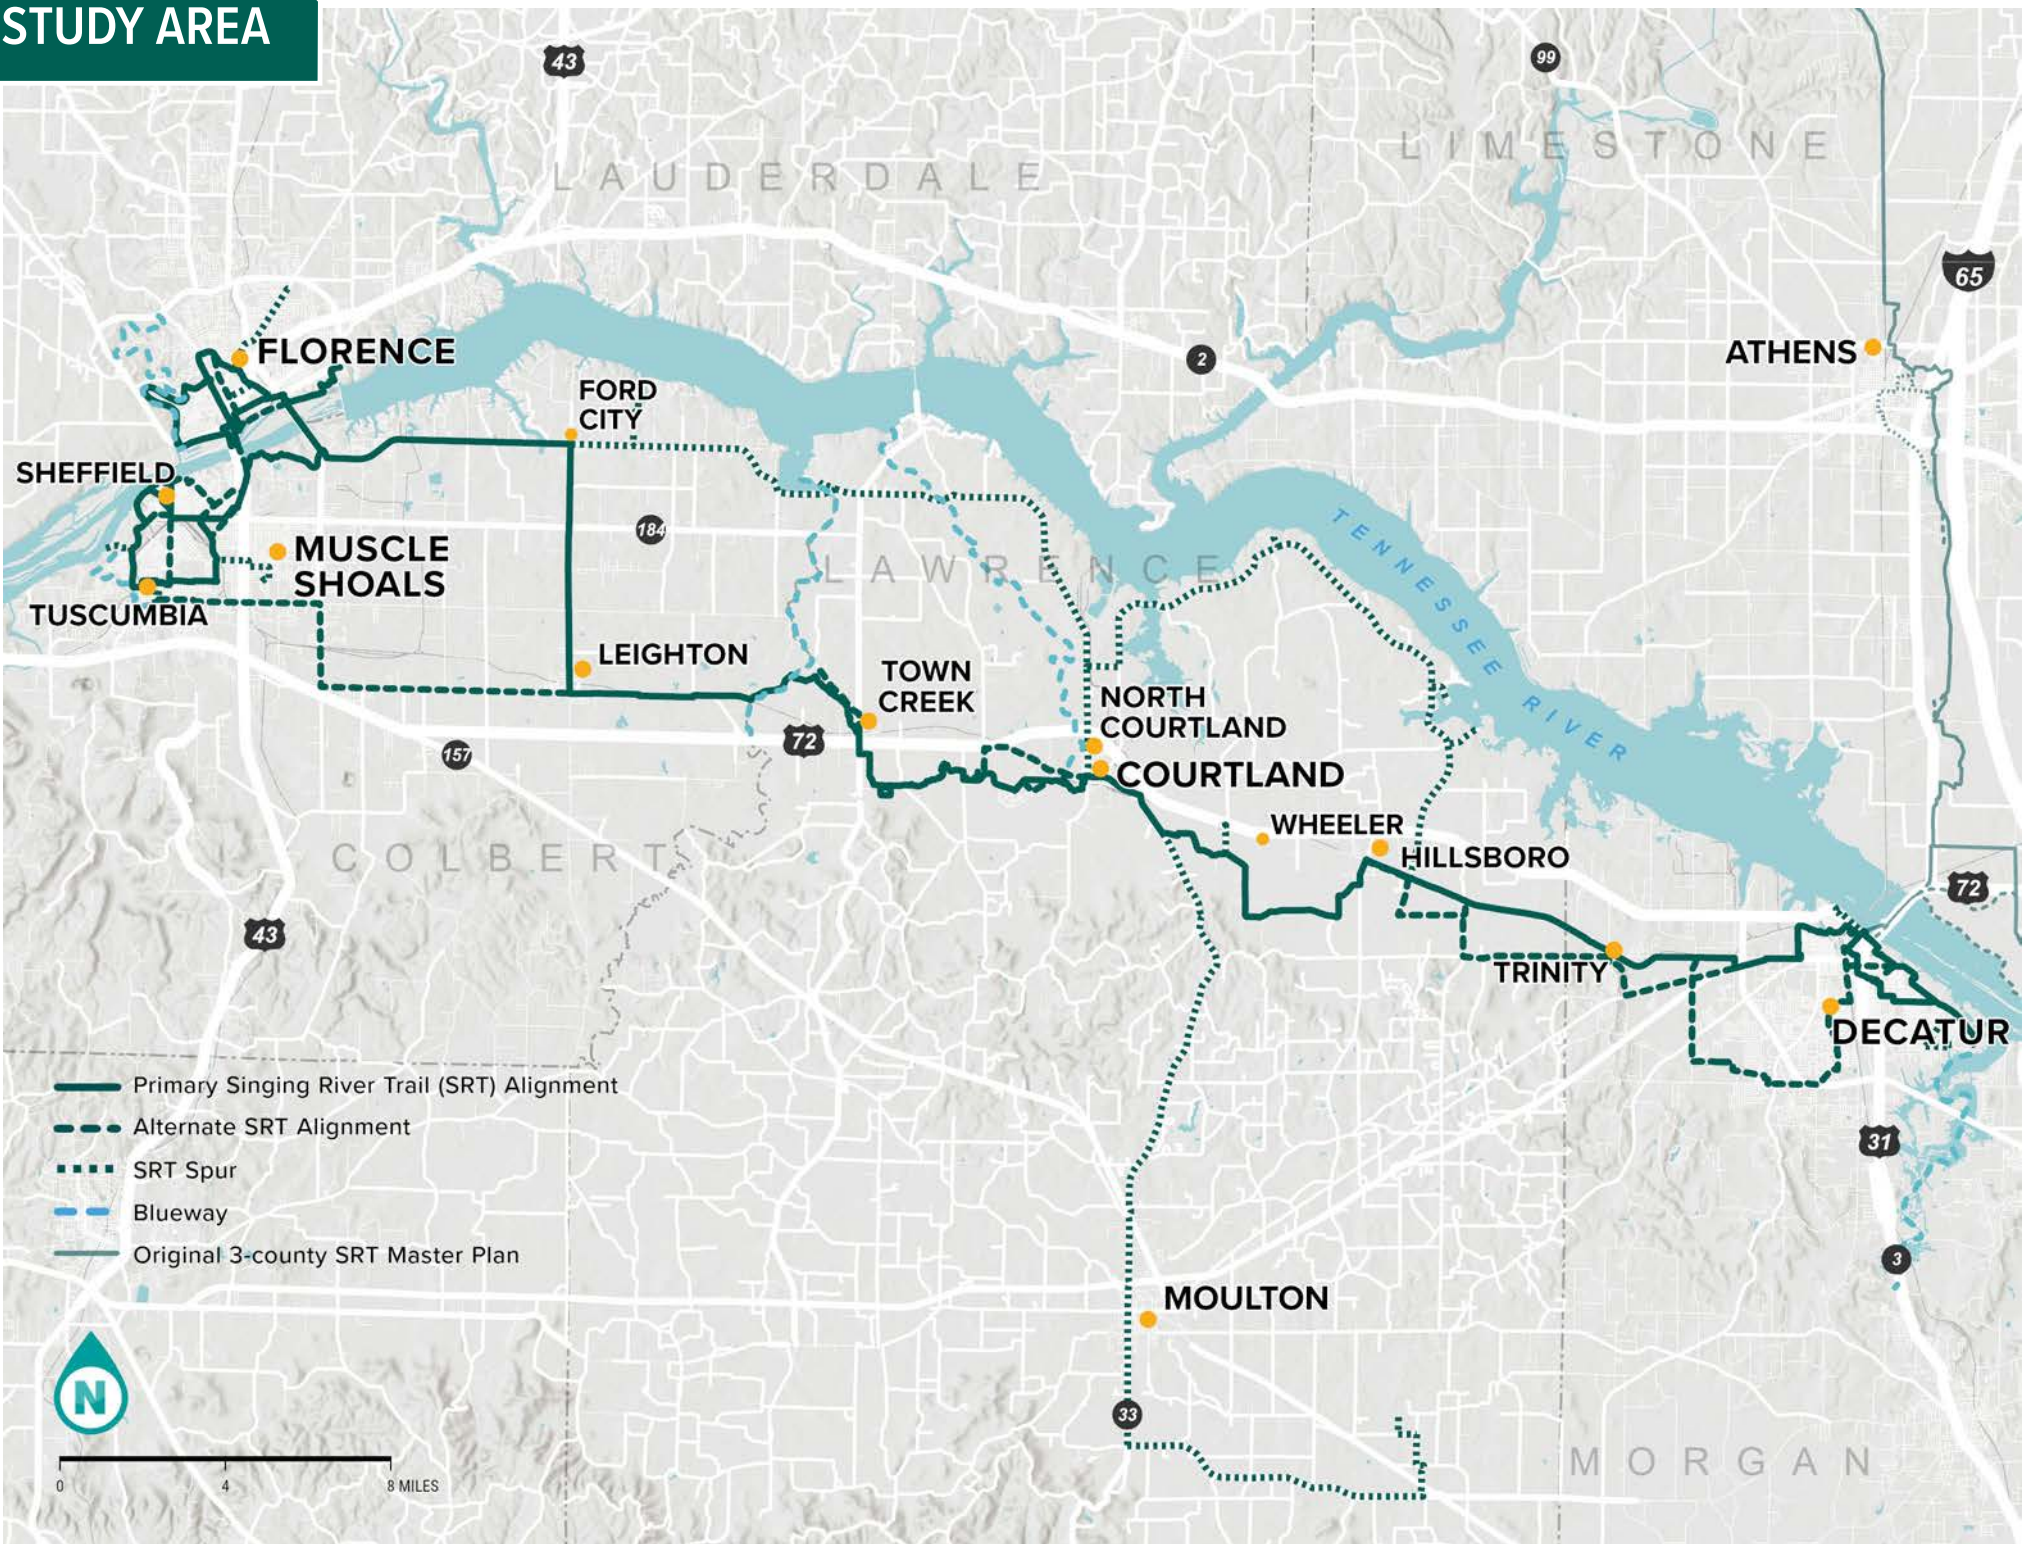 STUDY AREA
43
99
LIMESTONE
LAUDERDALE
65
FLORENCE
ATHENS
2
FORD
CITY
SHEFFIELD
184
TENNESSEE RIVER
MUSCLE
SHOALS
LAWRENCE
TUSCUMBIA
LEIGHTON
TOWN
CREEK
NORTH
COURTLAND
72
157
COURTLAND
WHEELER
HILLSBORO
COLBERT
72
43
TRINITY
DECATUR
Primary Singing River Trail (SRT) Alignment
Alternate SRT Alignment
SRT Spur
Blueway
Original 3-county SRT Master Plan
31
3
MOULTON
N
33
MORGAN
0 4 8 MILES